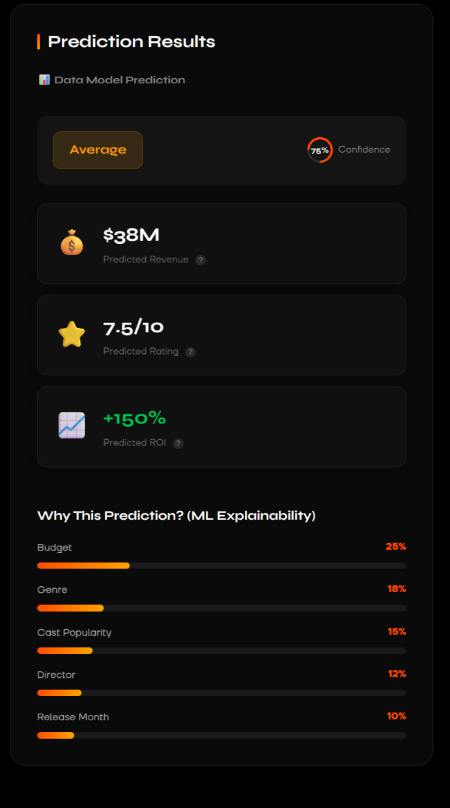 Prediction Results
Data Model Prediction
Average
75%
Confidence
$38M
Predicted Revenue ?
7.5/10
Predicted Rating ?
+150%
Predicted ROI ?
Why This Prediction? (ML Explainability)
Budget 25%
Genre 18%
Cast Popularity 15%
Director 12%
Release Month 10%